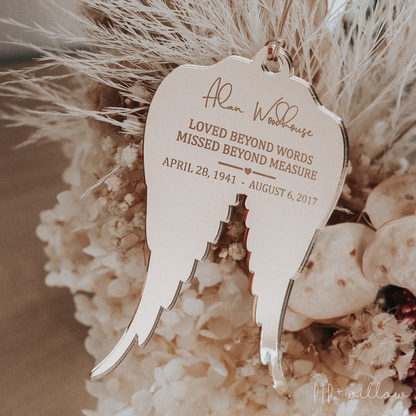 Alan Woodhouse
LOVED BEYOND WORDS
MISSED BEYOND MEASURE
APRIL 28, 1941 - AUGUST 6, 2017